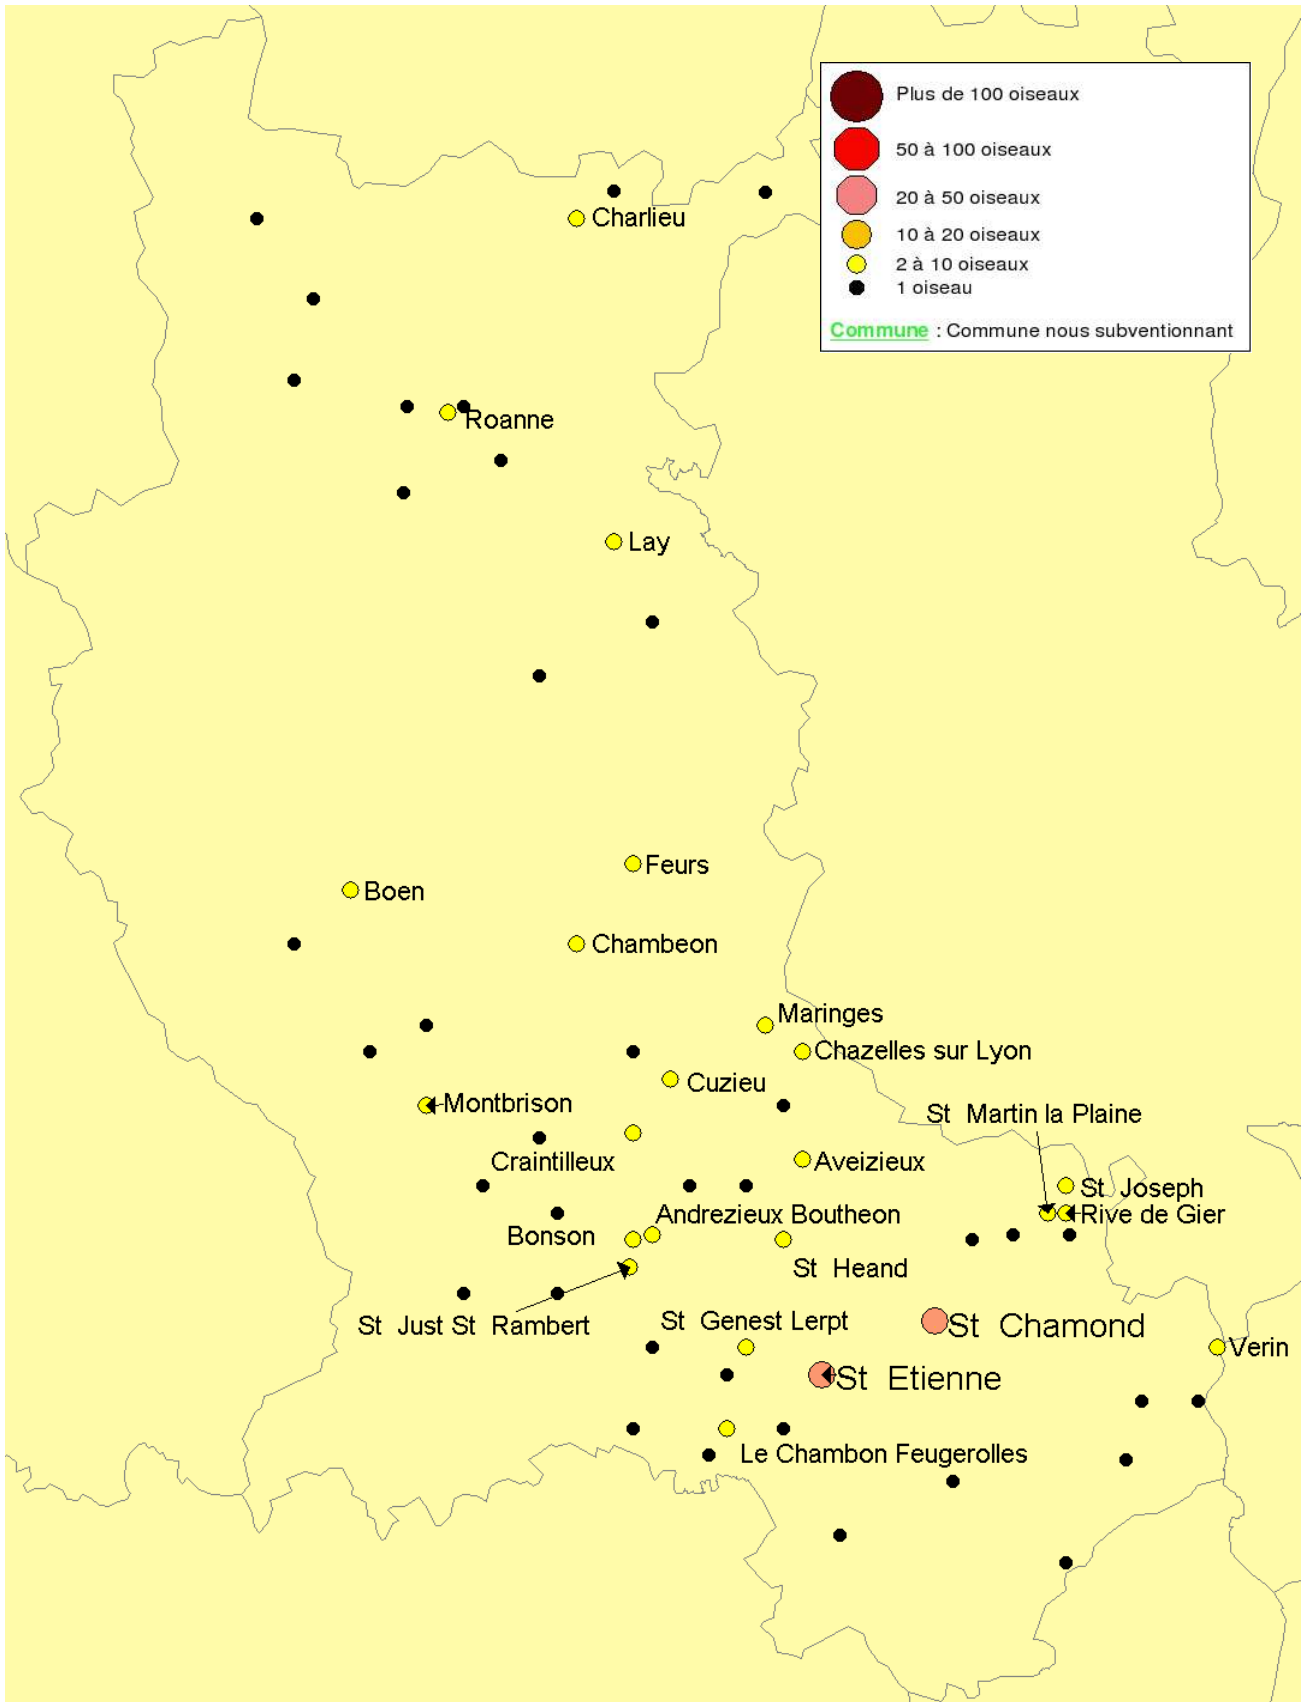 Plus de 100 oiseaux
50 à 100 oiseaux
20 à 50 oiseaux
10 à 20 oiseaux
2 à 10 oiseaux
1 oiseau
Commune : Commune nous subventionnant
Charlieu
Roanne
Lay
Feurs
Boen
Chambeon
Maringes
Chazelles sur Lyon
Cuzieu
Montbrison
St Martin la Plaine
Craintilleux
Aveizieux
St Joseph
Andrezieux Boutheon
Rive de Gier
Bonson
St Heand
St Just St Rambert
St Genest Lerpt
St Chamond
Verin
St Etienne
Le Chambon Feugerolles